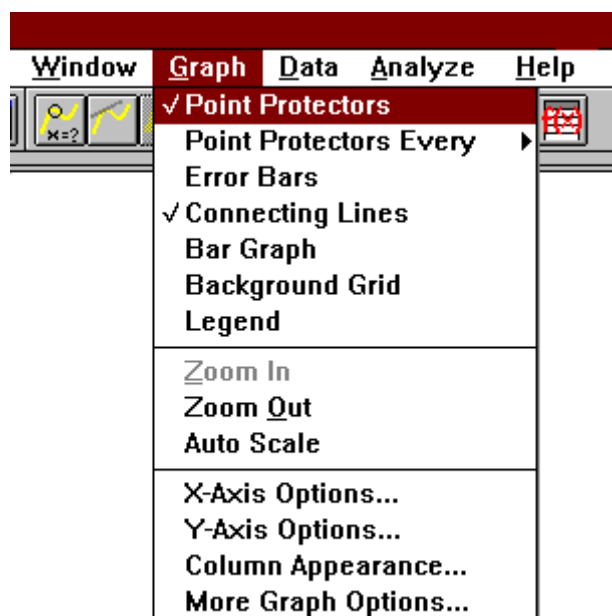 Window Graph Data Analyze Help
x=? f(x)
√ Point Protectors
Point Protectors Every
Error Bars
√ Connecting Lines
Bar Graph
Background Grid
Legend
Zoom In
Zoom Out
Auto Scale
X-Axis Options...
Y-Axis Options...
Column Appearance...
More Graph Options...